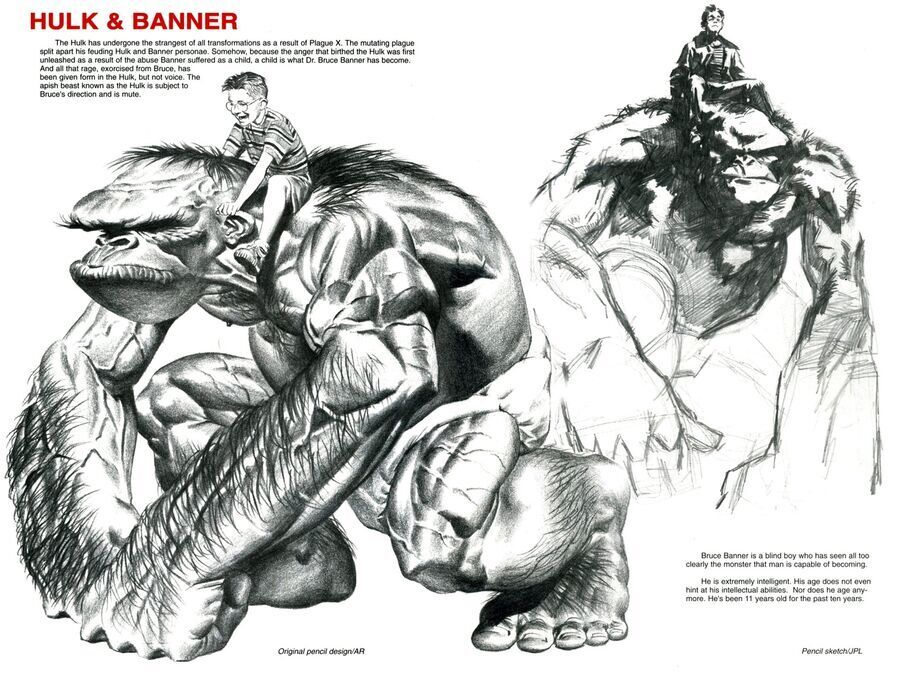 HULK & BANNER
The Hulk has undergone the strangest of all transformations as a result of Plague X. The mutating plague
split apart his feuding Hulk and Banner personae. Somehow, because the anger that birthed the Hulk was first
unleashed as a result of the abuse Banner suffered as a child, a child is what Dr. Bruce Banner has become.
And all that rage, exorcised from Bruce, has
been given form in the Hulk, but not voice. The
apish beast known as the Hulk is subject to
Bruce's direction and is mute.
Bruce Banner is a blind boy who has seen all too
clearly the monster that man is capable of becoming.
He is extremely intelligent. His age does not even
hint at his intellectual abilities. Nor does he age any-
more. He's been 11 years old for the past ten years.
Original pencil design/AR
Pencil sketch/JPL